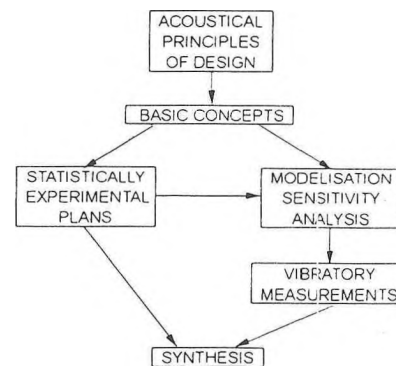 ACOUSTICAL
PRINCIPLES
OF DESIGN
BASIC CONCEPTS
STATISTICALLY
EXPERIMENTAL
PLANS
MODELISATION
SENSITIVITY
ANALYSIS
VIBRATORY
MEASUREMENTS
SYNTHESIS